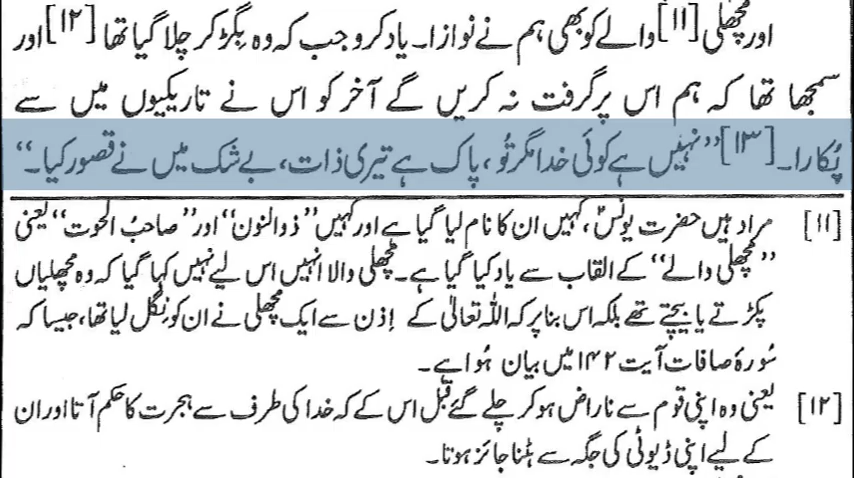 اور مچھلی [۱۱] والے کو بھی ہم نے نوازا۔ یاد کرو جب کہ وہ بگڑ کر چلا گیا تھا [۱۲] اور
سمجھا تھا کہ ہم اس پر گرفت نہ کریں گے آخر کو اس نے تاریکیوں میں سے
پُکارا۔ [۱۳] ”نہیں ہے کوئی خدا مگر تُو، پاک ہے تیری ذات، بے شک میں نے قصور کیا۔“
[۱۱] مراد ہیں حضرت یونسؑ، کہیں ان کا نام لیا گیا ہے اور کہیں ”ذوالنون“ اور ”صاحبُ الحوت“ یعنی
”مچھلی والے“ کے القاب سے یاد کیا گیا ہے۔ مچھلی والا انہیں اس لیے نہیں کہا گیا کہ وہ مچھلیاں
پکڑتے یا بیچتے تھے بلکہ اس بنا پر کہ اللہ تعالیٰ کے اِذن سے ایک مچھلی نے ان کو نِگل لیا تھا، جیسا کہ
سُورۂ صافات آیت ۱۴۲ میں بیان ہُوا ہے۔
[۱۲] یعنی وہ اپنی قوم سے ناراض ہو کر چلے گئے قبل اس کے کہ خدا کی طرف سے ہجرت کا حکم آتا اور ان
کے لیے اپنی ڈیوٹی کی جگہ سے ہٹنا جائز ہوتا۔